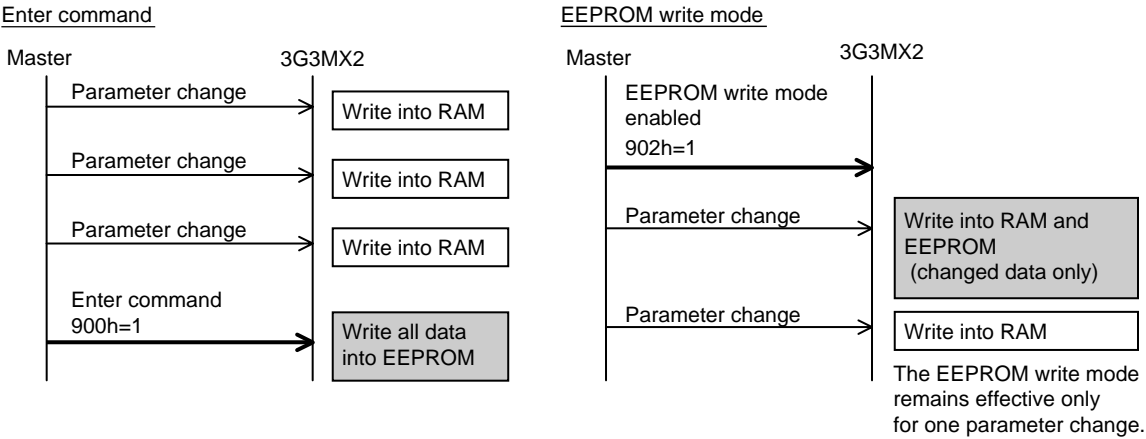 Enter command
Master
3G3MX2
Parameter change
Write into RAM
Parameter change
Write into RAM
Parameter change
Write into RAM
Enter command
900h=1
Write all data
into EEPROM
EEPROM write mode
Master
3G3MX2
EEPROM write mode
enabled
902h=1
Parameter change
Write into RAM and
EEPROM
(changed data only)
Parameter change
Write into RAM
The EEPROM write mode
remains effective only
for one parameter change.